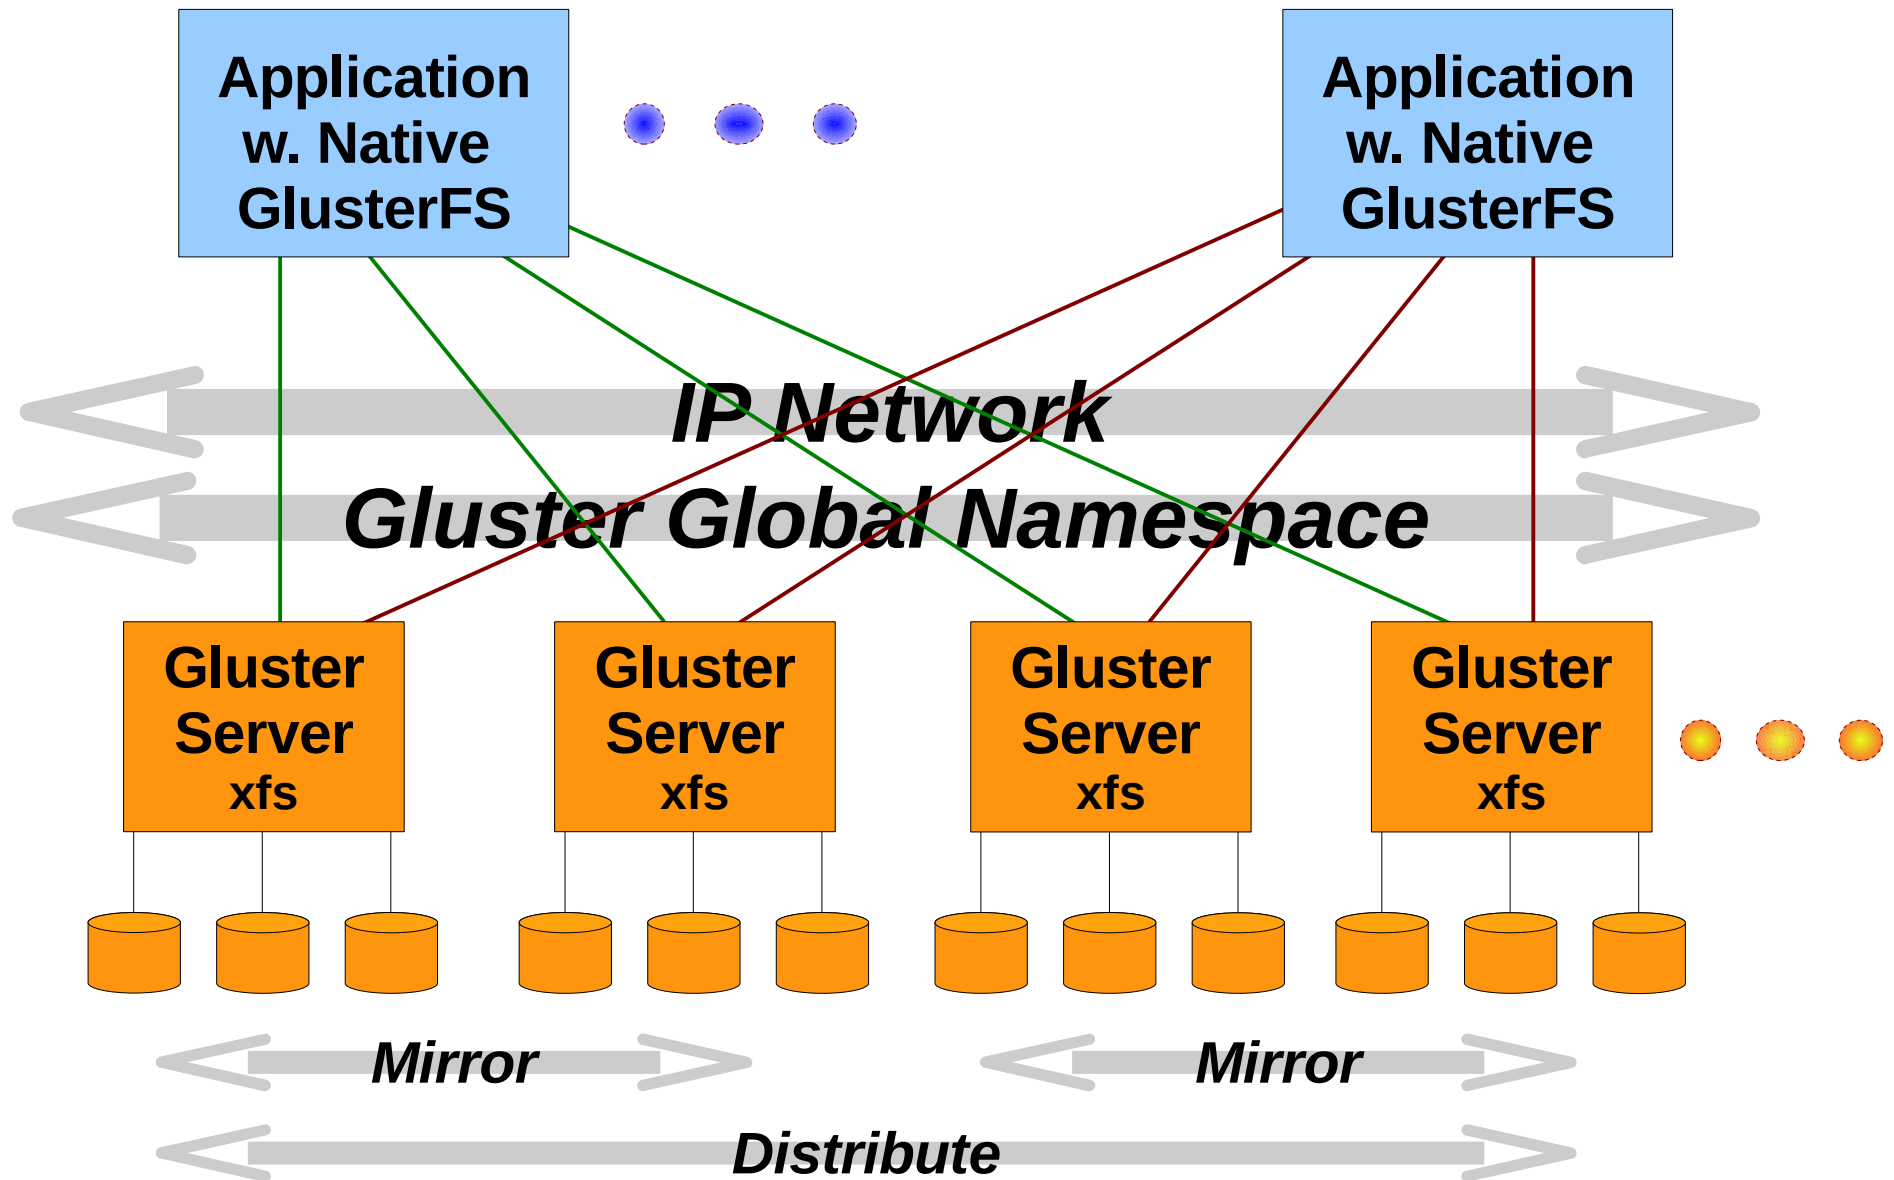 Application
w. Native
GlusterFS
Application
w. Native
GlusterFS
IP Network
Gluster Global Namespace
Gluster
Server
xfs
Gluster
Server
xfs
Gluster
Server
xfs
Gluster
Server
xfs
Mirror
Mirror
Distribute